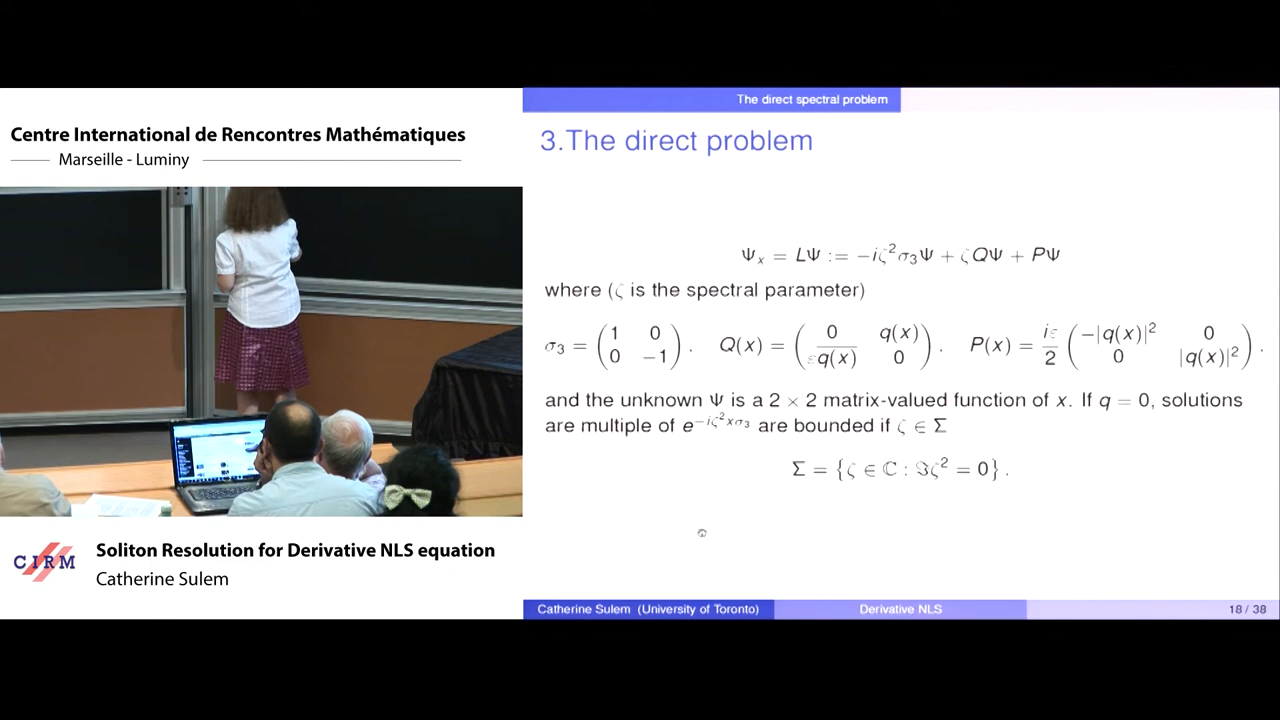 Centre International de Rencontres Mathématiques
Marseille - Luminy
CIRM
Soliton Resolution for Derivative NLS equation
Catherine Sulem
The direct spectral problem
3.The direct problem
Ψₓ = LΨ := −iζ²σ₃Ψ + ζQΨ + PΨ
where (ζ is the spectral parameter)
σ₃ = (1 0; 0 −1). Q(x) = (0 q(x); ε\overline{q(x)} 0). P(x) = iε/2 (−|q(x)|² 0; 0 |q(x)|²).
and the unknown Ψ is a 2 × 2 matrix-valued function of x. If q = 0, solutions
are multiple of e^{−iζ²xσ₃} are bounded if ζ ∈ Σ
Σ = {ζ ∈ ℂ : ℑζ² = 0}.
Catherine Sulem (University of Toronto)
Derivative NLS
18 / 38